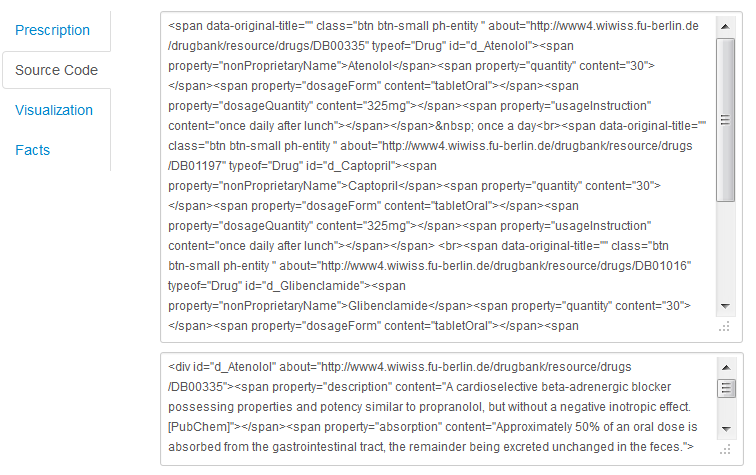 Prescription
Source Code
Visualization
Facts
<span data-original-title="" class="btn btn-small ph-entity " about="http://www4.wiwiss.fu-berlin.de
/drugbank/resource/drugs/DB00335" typeof="Drug" id="d_Atenolol"><span
property="nonProprietaryName">Atenolol</span><span property="quantity" content="30">
</span><span property="dosageForm" content="tabletOral"></span><span
property="dosageQuantity" content="325mg"></span><span property="usageInstruction"
content="once daily after lunch"></span></span>&nbsp; once a day<br><span data-original-title=""
class="btn btn-small ph-entity " about="http://www4.wiwiss.fu-berlin.de/drugbank/resource/drugs
/DB01197" typeof="Drug" id="d_Captopril"><span
property="nonProprietaryName">Captopril</span><span property="quantity" content="30">
</span><span property="dosageForm" content="tabletOral"></span><span
property="dosageQuantity" content="325mg"></span><span property="usageInstruction"
content="once daily after lunch"></span></span> <br><span data-original-title="" class="btn
btn-small ph-entity " about="http://www4.wiwiss.fu-berlin.de/drugbank/resource/drugs/DB01016"
typeof="Drug" id="d_Glibenclamide"><span
property="nonProprietaryName">Glibenclamide</span><span property="quantity" content="30">
</span><span property="dosageForm" content="tabletOral"></span><span
<div id="d_Atenolol" about="http://www4.wiwiss.fu-berlin.de/drugbank/resource/drugs
/DB00335"><span property="description" content="A cardioselective beta-adrenergic blocker
possessing properties and potency similar to propranolol, but without a negative inotropic effect.
[PubChem]"></span><span property="absorption" content="Approximately 50% of an oral dose is
absorbed from the gastrointestinal tract, the remainder being excreted unchanged in the feces.">